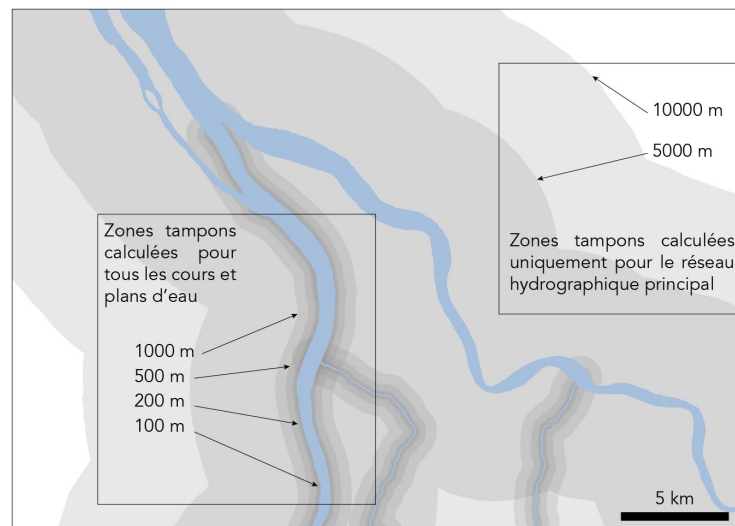 10000 m
5000 m
Zones tampons calculées
uniquement pour le réseau
hydrographique principal
Zones tampons
calculées pour
tous les cours et
plans d'eau
1000 m
500 m
200 m
100 m
5 km